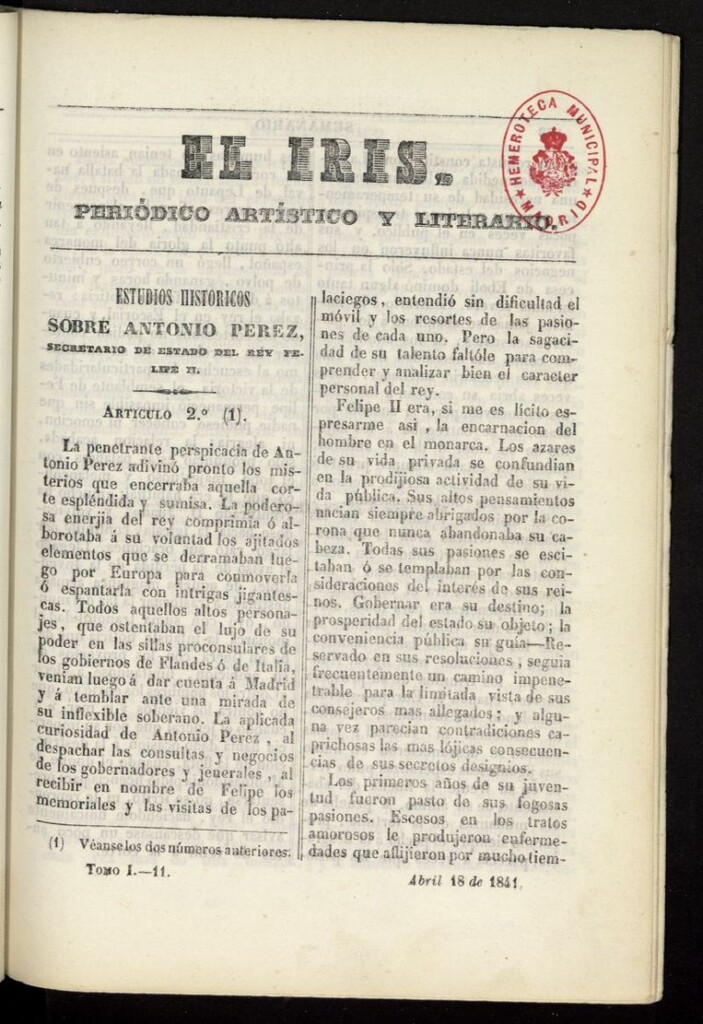 EL IRIS,
PERIÓDICO ARTÍSTICO Y LITERARIO.
HEMEROTECA MUNICIPAL
★ MADRID ★
ESTUDIOS HISTORICOS
SOBRE ANTONIO PEREZ,
SECRETARIO DE ESTADO DEL REY FE-
LIPE II.
ARTICULO 2.º (1).
La penetrante perspicacia de An-
tonio Perez adivinó pronto los mis-
terios que encerraba aquella cor-
te espléndida y sumisa. La podero-
sa enerjia del rey comprimia ó al-
borotaba á su voluntad los ajitados
elementos que se derramaban lue-
go por Europa para conmoverla
ó espantarla con intrigas jigantes-
cas. Todos aquellos altos persona-
jes, que ostentaban el lujo de su
poder en las sillas proconsulares de
los gobiernos de Flandes ó de Italia,
venian luego á dar cuenta á Madrid
y á temblar ante una mirada de
su inflexible soberano. La aplicada
curiosidad de Antonio Perez, al
despachar las consultas y negocios
de los gobernadores y jenerales, al
recibir en nombre de Felipe los
memoriales y las visitas de los pa-
(1) Véanse los dos números anteriores.
TOMO I.—11.
laciegos, entendió sin dificultad el
móvil y los resortes de las pasio-
nes de cada uno. Pero la sagaci-
dad de su talento faltóle para com-
prender y analizar bien el caracter
personal del rey.
Felipe II era, si me es lícito es-
presarme asi, la encarnacion del
hombre en el monarca. Los azares
de su vida privada se confundian
en la prodijiosa actividad de su vi-
da pública. Sus altos pensamientos
nacian siempre abrigados por la co-
rona que nunca abandonaba su ca-
beza. Todas sus pasiones se esci-
taban ó se templaban por las con-
sideraciones del interés de sus rei-
nos. Gobernar era su destino; la
prosperidad del estado su objeto; la
conveniencia pública su guia—Re-
servado en sus resoluciones, seguia
frecuentemente un camino impene-
trable para la limitada vista de sus
consejeros mas allegados; y algu-
na vez parecian contradiciones ca-
prichosas las mas lójicas consecuen-
cias de sus secretos designios.
Los primeros años de su juven-
tud fueron pasto de sus fogosas
pasiones. Escesos en los tratos
amorosos le produjeron enferme-
dades que aflijieron por mucho tiem-
Abril 18 de 1841.